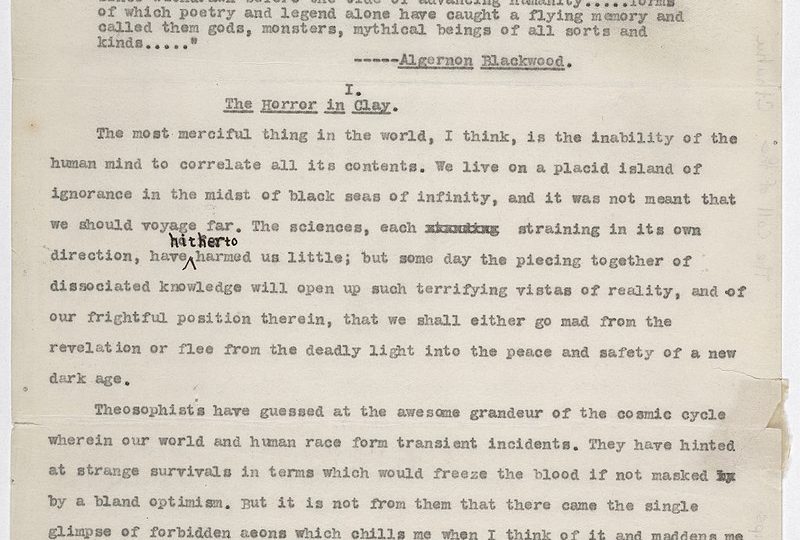 of which poetry and legend alone have caught a flying memory and
called them gods, monsters, mythical beings of all sorts and
kinds....."
-----Algernon Blackwood.
I.
The Horror in Clay.
The most merciful thing in the world, I think, is the inability of the
human mind to correlate all its contents. We live on a placid island of
ignorance in the midst of black seas of infinity, and it was not meant that
we should voyage far. The sciences, each straining in its own
hitherto
direction, have harmed us little; but some day the piecing together of
dissociated knowledge will open up such terrifying vistas of reality, and of
our frightful position therein, that we shall either go mad from the
revelation or flee from the deadly light into the peace and safety of a new
dark age.
Theosophists have guessed at the awesome grandeur of the cosmic cycle
wherein our world and human race form transient incidents. They have hinted
at strange survivals in terms which would freeze the blood if not masked
by a bland optimism. But it is not from them that there came the single
glimpse of forbidden aeons which chills me when I think of it and maddens me